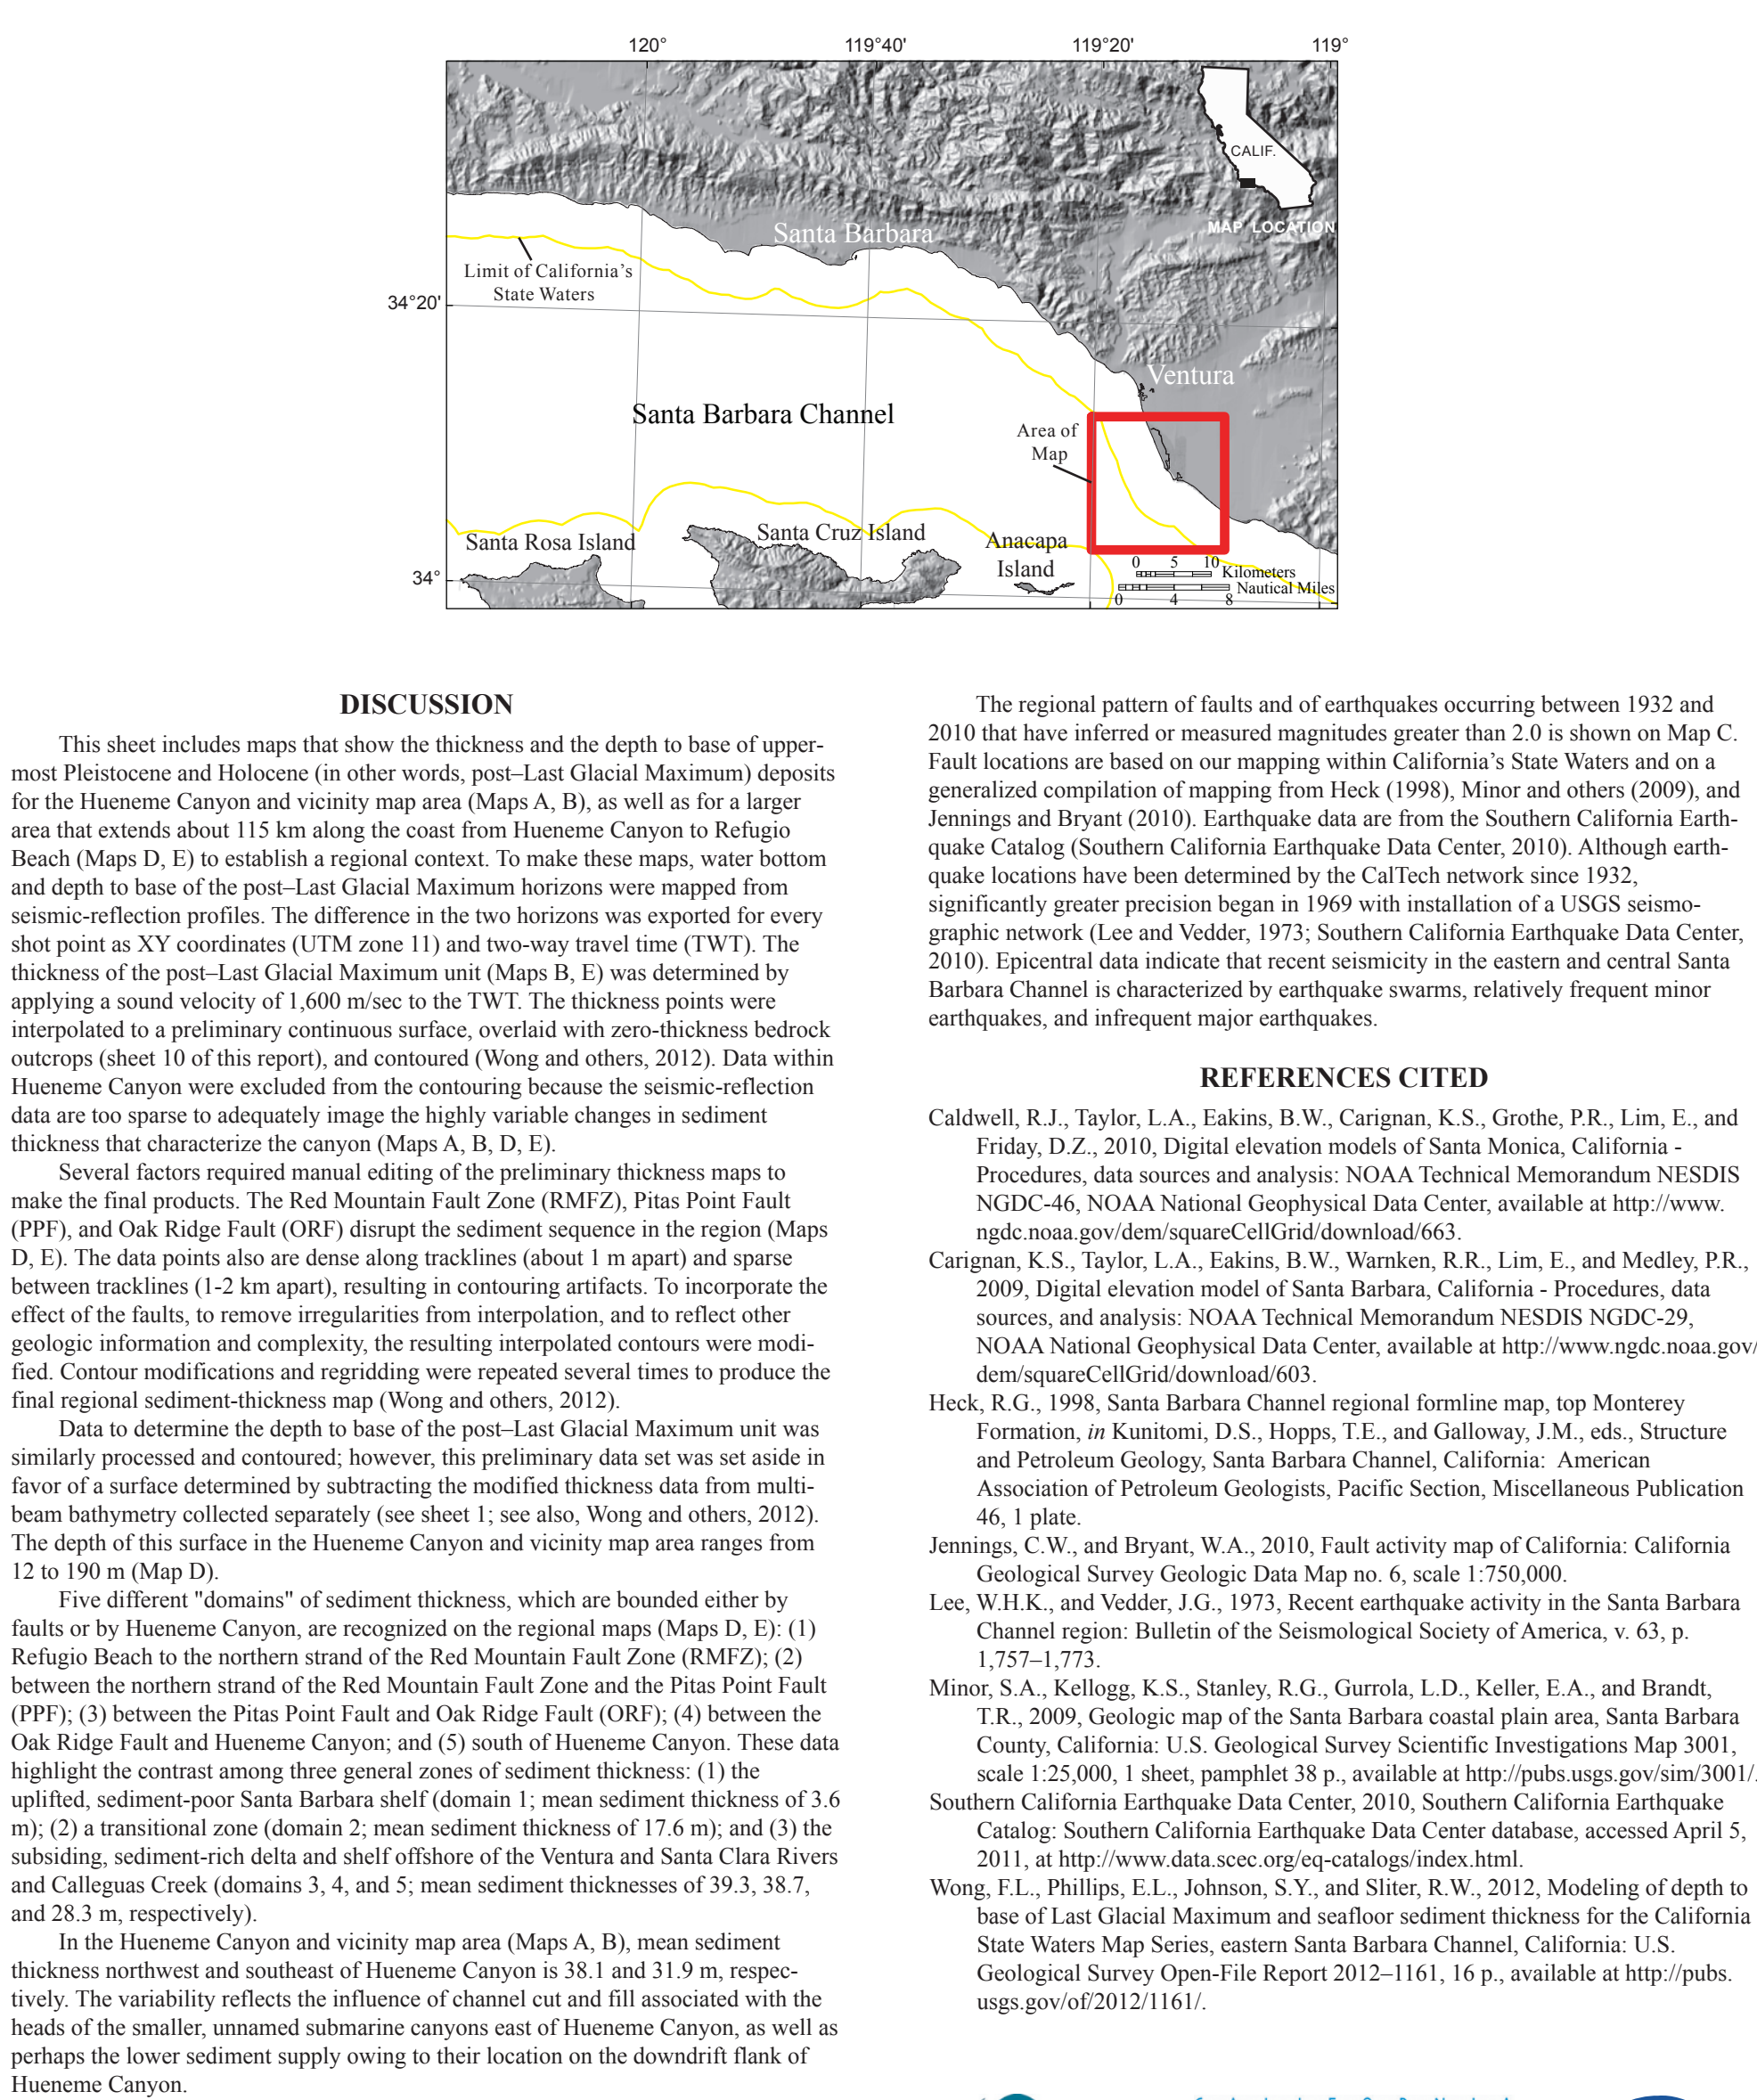 120°
119°40'
119°20'
119°
CALIF.
MAP LOCATION
Santa Barbara
Limit of California’s
State Waters
34°20'
Ventura
Santa Barbara Channel
Area of
Map
Santa Rosa Island
Santa Cruz Island
Anacapa
Island
34°
0 5 10
Kilometers
Nautical Miles
0 4 8
DISCUSSION
This sheet includes maps that show the thickness and the depth to base of upper-
most Pleistocene and Holocene (in other words, post–Last Glacial Maximum) deposits
for the Hueneme Canyon and vicinity map area (Maps A, B), as well as for a larger
area that extends about 115 km along the coast from Hueneme Canyon to Refugio
Beach (Maps D, E) to establish a regional context. To make these maps, water bottom
and depth to base of the post–Last Glacial Maximum horizons were mapped from
seismic-reflection profiles. The difference in the two horizons was exported for every
shot point as XY coordinates (UTM zone 11) and two-way travel time (TWT). The
thickness of the post–Last Glacial Maximum unit (Maps B, E) was determined by
applying a sound velocity of 1,600 m/sec to the TWT. The thickness points were
interpolated to a preliminary continuous surface, overlaid with zero-thickness bedrock
outcrops (sheet 10 of this report), and contoured (Wong and others, 2012). Data within
Hueneme Canyon were excluded from the contouring because the seismic-reflection
data are too sparse to adequately image the highly variable changes in sediment
thickness that characterize the canyon (Maps A, B, D, E).
Several factors required manual editing of the preliminary thickness maps to
make the final products. The Red Mountain Fault Zone (RMFZ), Pitas Point Fault
(PPF), and Oak Ridge Fault (ORF) disrupt the sediment sequence in the region (Maps
D, E). The data points also are dense along tracklines (about 1 m apart) and sparse
between tracklines (1-2 km apart), resulting in contouring artifacts. To incorporate the
effect of the faults, to remove irregularities from interpolation, and to reflect other
geologic information and complexity, the resulting interpolated contours were modi-
fied. Contour modifications and regridding were repeated several times to produce the
final regional sediment-thickness map (Wong and others, 2012).
Data to determine the depth to base of the post–Last Glacial Maximum unit was
similarly processed and contoured; however, this preliminary data set was set aside in
favor of a surface determined by subtracting the modified thickness data from multi-
beam bathymetry collected separately (see sheet 1; see also, Wong and others, 2012).
The depth of this surface in the Hueneme Canyon and vicinity map area ranges from
12 to 190 m (Map D).
Five different "domains" of sediment thickness, which are bounded either by
faults or by Hueneme Canyon, are recognized on the regional maps (Maps D, E): (1)
Refugio Beach to the northern strand of the Red Mountain Fault Zone (RMFZ); (2)
between the northern strand of the Red Mountain Fault Zone and the Pitas Point Fault
(PPF); (3) between the Pitas Point Fault and Oak Ridge Fault (ORF); (4) between the
Oak Ridge Fault and Hueneme Canyon; and (5) south of Hueneme Canyon. These data
highlight the contrast among three general zones of sediment thickness: (1) the
uplifted, sediment-poor Santa Barbara shelf (domain 1; mean sediment thickness of 3.6
m); (2) a transitional zone (domain 2; mean sediment thickness of 17.6 m); and (3) the
subsiding, sediment-rich delta and shelf offshore of the Ventura and Santa Clara Rivers
and Calleguas Creek (domains 3, 4, and 5; mean sediment thicknesses of 39.3, 38.7,
and 28.3 m, respectively).
In the Hueneme Canyon and vicinity map area (Maps A, B), mean sediment
thickness northwest and southeast of Hueneme Canyon is 38.1 and 31.9 m, respec-
tively. The variability reflects the influence of channel cut and fill associated with the
heads of the smaller, unnamed submarine canyons east of Hueneme Canyon, as well as
perhaps the lower sediment supply owing to their location on the downdrift flank of
Hueneme Canyon.
The regional pattern of faults and of earthquakes occurring between 1932 and
2010 that have inferred or measured magnitudes greater than 2.0 is shown on Map C.
Fault locations are based on our mapping within California’s State Waters and on a
generalized compilation of mapping from Heck (1998), Minor and others (2009), and
Jennings and Bryant (2010). Earthquake data are from the Southern California Earth-
quake Catalog (Southern California Earthquake Data Center, 2010). Although earth-
quake locations have been determined by the CalTech network since 1932,
significantly greater precision began in 1969 with installation of a USGS seismo-
graphic network (Lee and Vedder, 1973; Southern California Earthquake Data Center,
2010). Epicentral data indicate that recent seismicity in the eastern and central Santa
Barbara Channel is characterized by earthquake swarms, relatively frequent minor
earthquakes, and infrequent major earthquakes.
REFERENCES CITED
Caldwell, R.J., Taylor, L.A., Eakins, B.W., Carignan, K.S., Grothe, P.R., Lim, E., and
Friday, D.Z., 2010, Digital elevation models of Santa Monica, California -
Procedures, data sources and analysis: NOAA Technical Memorandum NESDIS
NGDC-46, NOAA National Geophysical Data Center, available at http://www.
ngdc.noaa.gov/dem/squareCellGrid/download/663.
Carignan, K.S., Taylor, L.A., Eakins, B.W., Warnken, R.R., Lim, E., and Medley, P.R.,
2009, Digital elevation model of Santa Barbara, California - Procedures, data
sources, and analysis: NOAA Technical Memorandum NESDIS NGDC-29,
NOAA National Geophysical Data Center, available at http://www.ngdc.noaa.gov/
dem/squareCellGrid/download/603.
Heck, R.G., 1998, Santa Barbara Channel regional formline map, top Monterey
Formation, in Kunitomi, D.S., Hopps, T.E., and Galloway, J.M., eds., Structure
and Petroleum Geology, Santa Barbara Channel, California: American
Association of Petroleum Geologists, Pacific Section, Miscellaneous Publication
46, 1 plate.
Jennings, C.W., and Bryant, W.A., 2010, Fault activity map of California: California
Geological Survey Geologic Data Map no. 6, scale 1:750,000.
Lee, W.H.K., and Vedder, J.G., 1973, Recent earthquake activity in the Santa Barbara
Channel region: Bulletin of the Seismological Society of America, v. 63, p.
1,757–1,773.
Minor, S.A., Kellogg, K.S., Stanley, R.G., Gurrola, L.D., Keller, E.A., and Brandt,
T.R., 2009, Geologic map of the Santa Barbara coastal plain area, Santa Barbara
County, California: U.S. Geological Survey Scientific Investigations Map 3001,
scale 1:25,000, 1 sheet, pamphlet 38 p., available at http://pubs.usgs.gov/sim/3001/.
Southern California Earthquake Data Center, 2010, Southern California Earthquake
Catalog: Southern California Earthquake Data Center database, accessed April 5,
2011, at http://www.data.scec.org/eq-catalogs/index.html.
Wong, F.L., Phillips, E.L., Johnson, S.Y., and Sliter, R.W., 2012, Modeling of depth to
base of Last Glacial Maximum and seafloor sediment thickness for the California
State Waters Map Series, eastern Santa Barbara Channel, California: U.S.
Geological Survey Open-File Report 2012–1161, 16 p., available at http://pubs.
usgs.gov/of/2012/1161/.